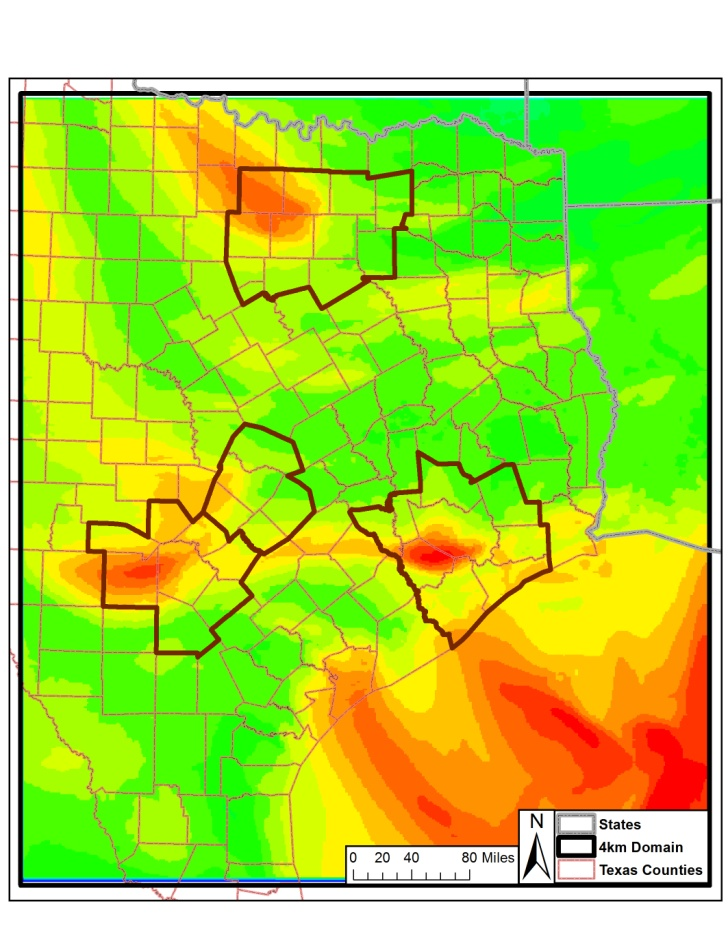 N
States
4km Domain
Texas Counties
0 20 40 80 Miles